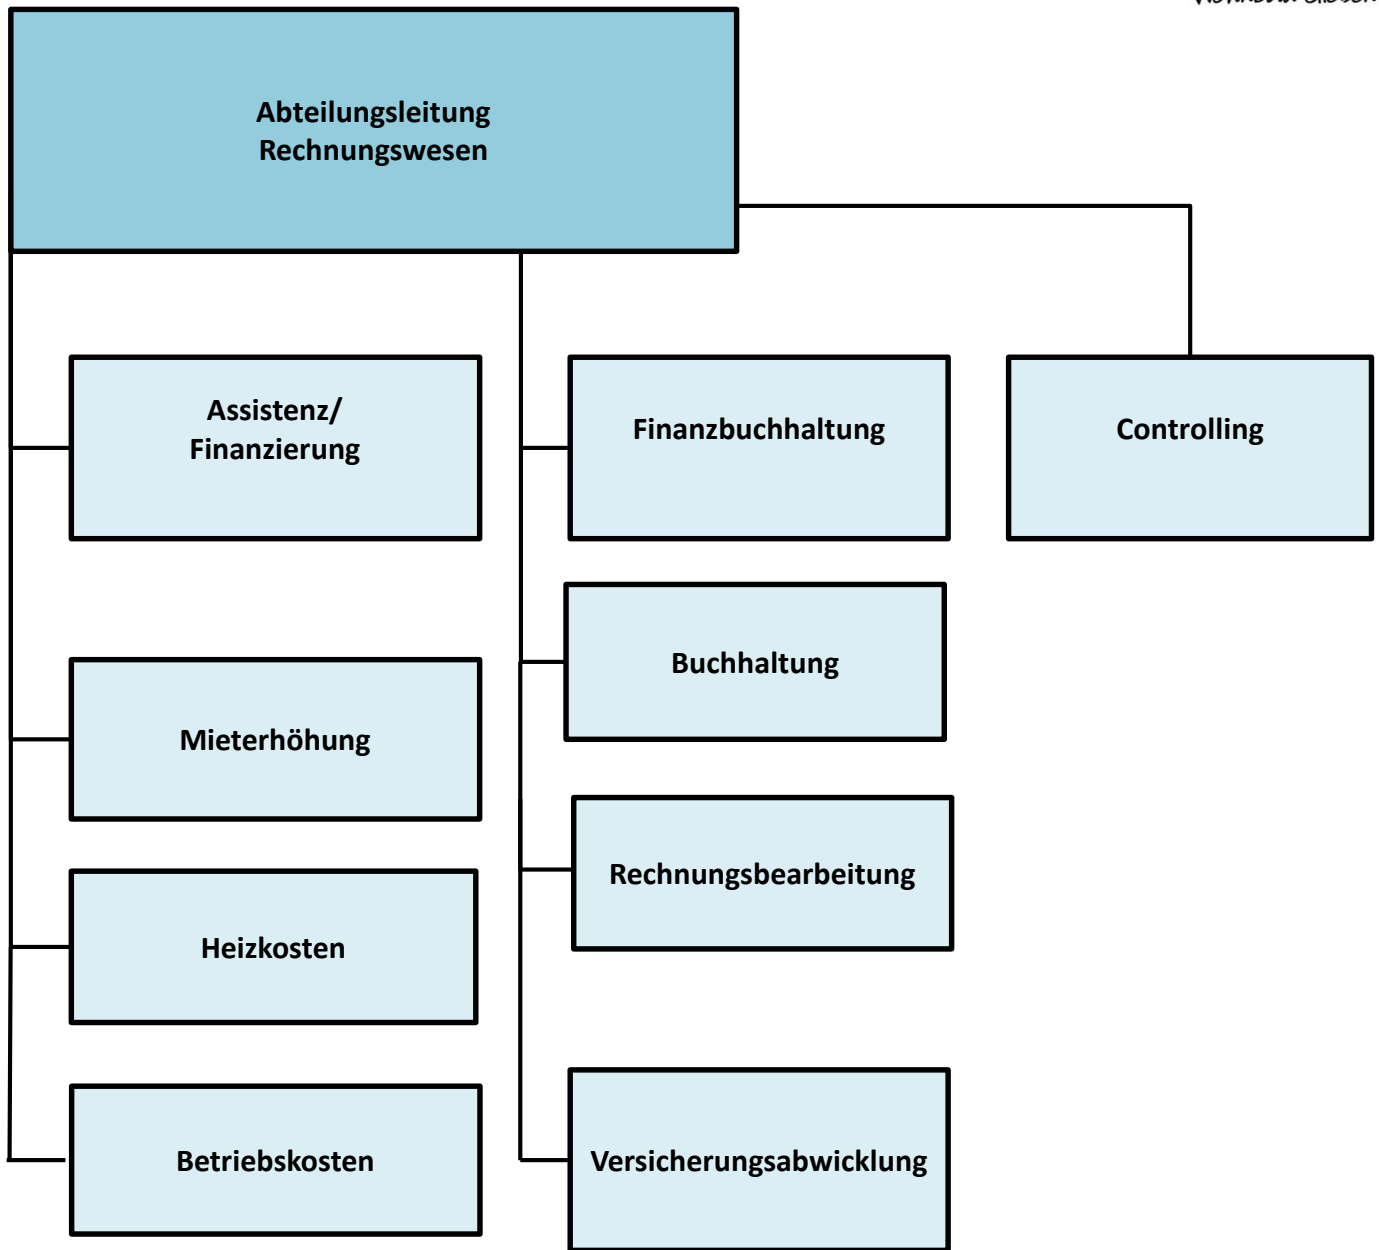 Abteilungsleitung
Rechnungswesen
Assistenz/
Finanzierung
Finanzbuchhaltung
Controlling
Buchhaltung
Mieterhöhung
Rechnungsbearbeitung
Heizkosten
Betriebskosten
Versicherungsabwicklung